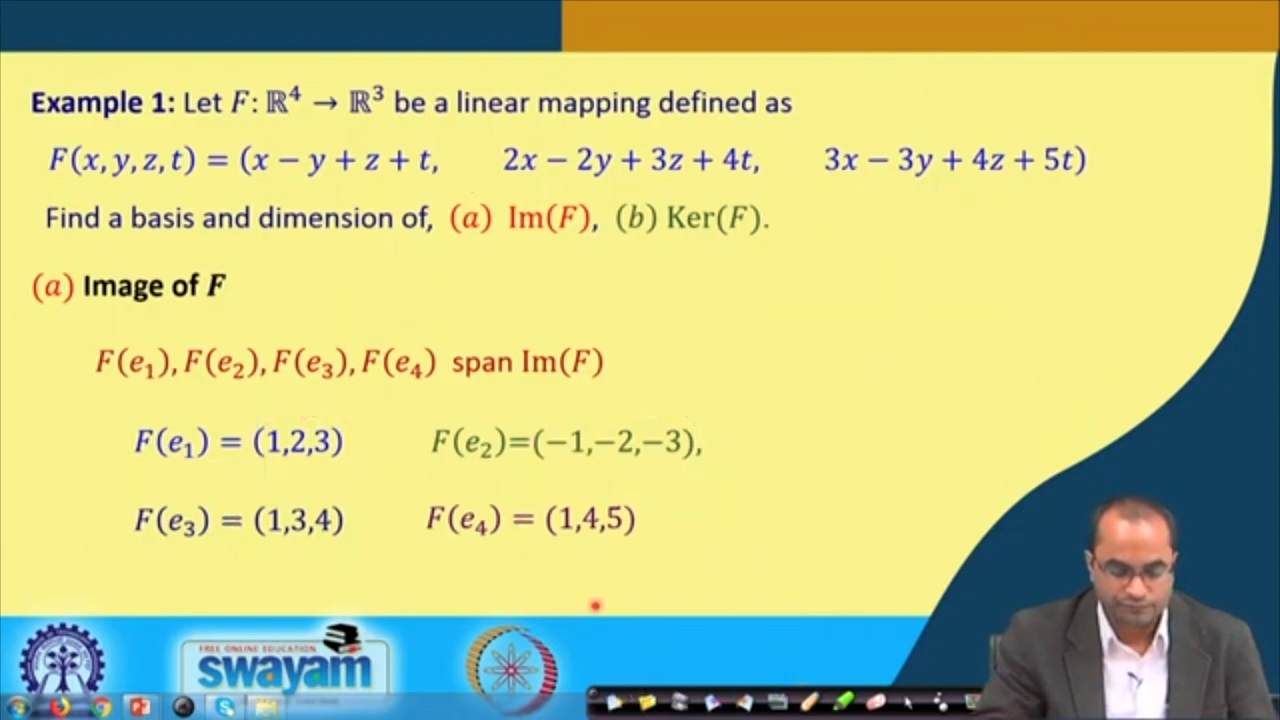 Example 1: Let F: ℝ⁴ → ℝ³ be a linear mapping defined as
F(x, y, z, t) = (x − y + z + t, 2x − 2y + 3z + 4t, 3x − 3y + 4z + 5t)
Find a basis and dimension of, (a) Im(F), (b) Ker(F).
(a) Image of F
F(e₁), F(e₂), F(e₃), F(e₄) span Im(F)
F(e₁) = (1,2,3) F(e₂)=(−1,−2,−3),
F(e₃) = (1,3,4) F(e₄) = (1,4,5)
FREE ONLINE EDUCATION
swayam